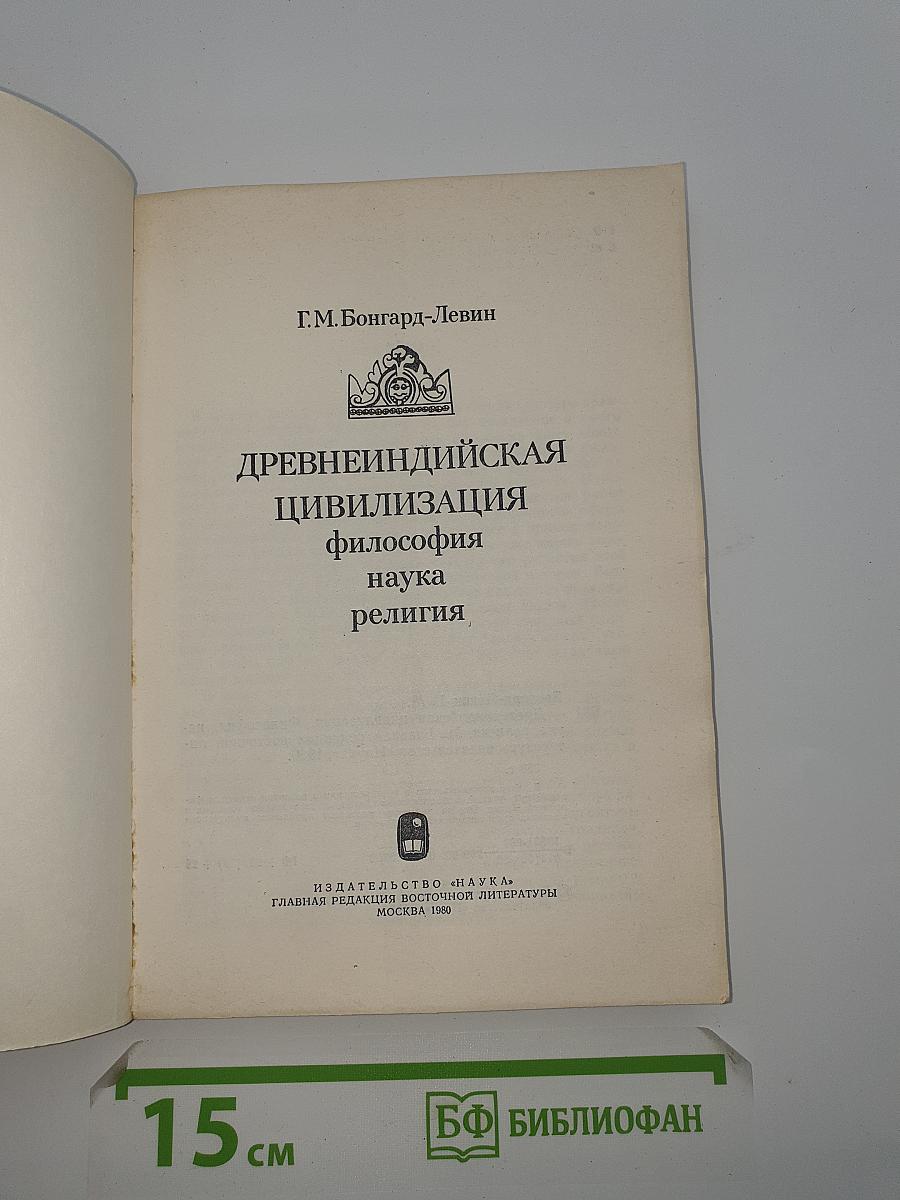 Г.М.Бонгард-Левин
ДРЕВНЕИНДИЙСКАЯ
ЦИВИЛИЗАЦИЯ
философия
наука
религия
ИЗДАТЕЛЬСТВО «НАУКА»
ГЛАВНАЯ РЕДАКЦИЯ ВОСТОЧНОЙ ЛИТЕРАТУРЫ
МОСКВА 1980
15 см
БФ БИБЛИОФАН